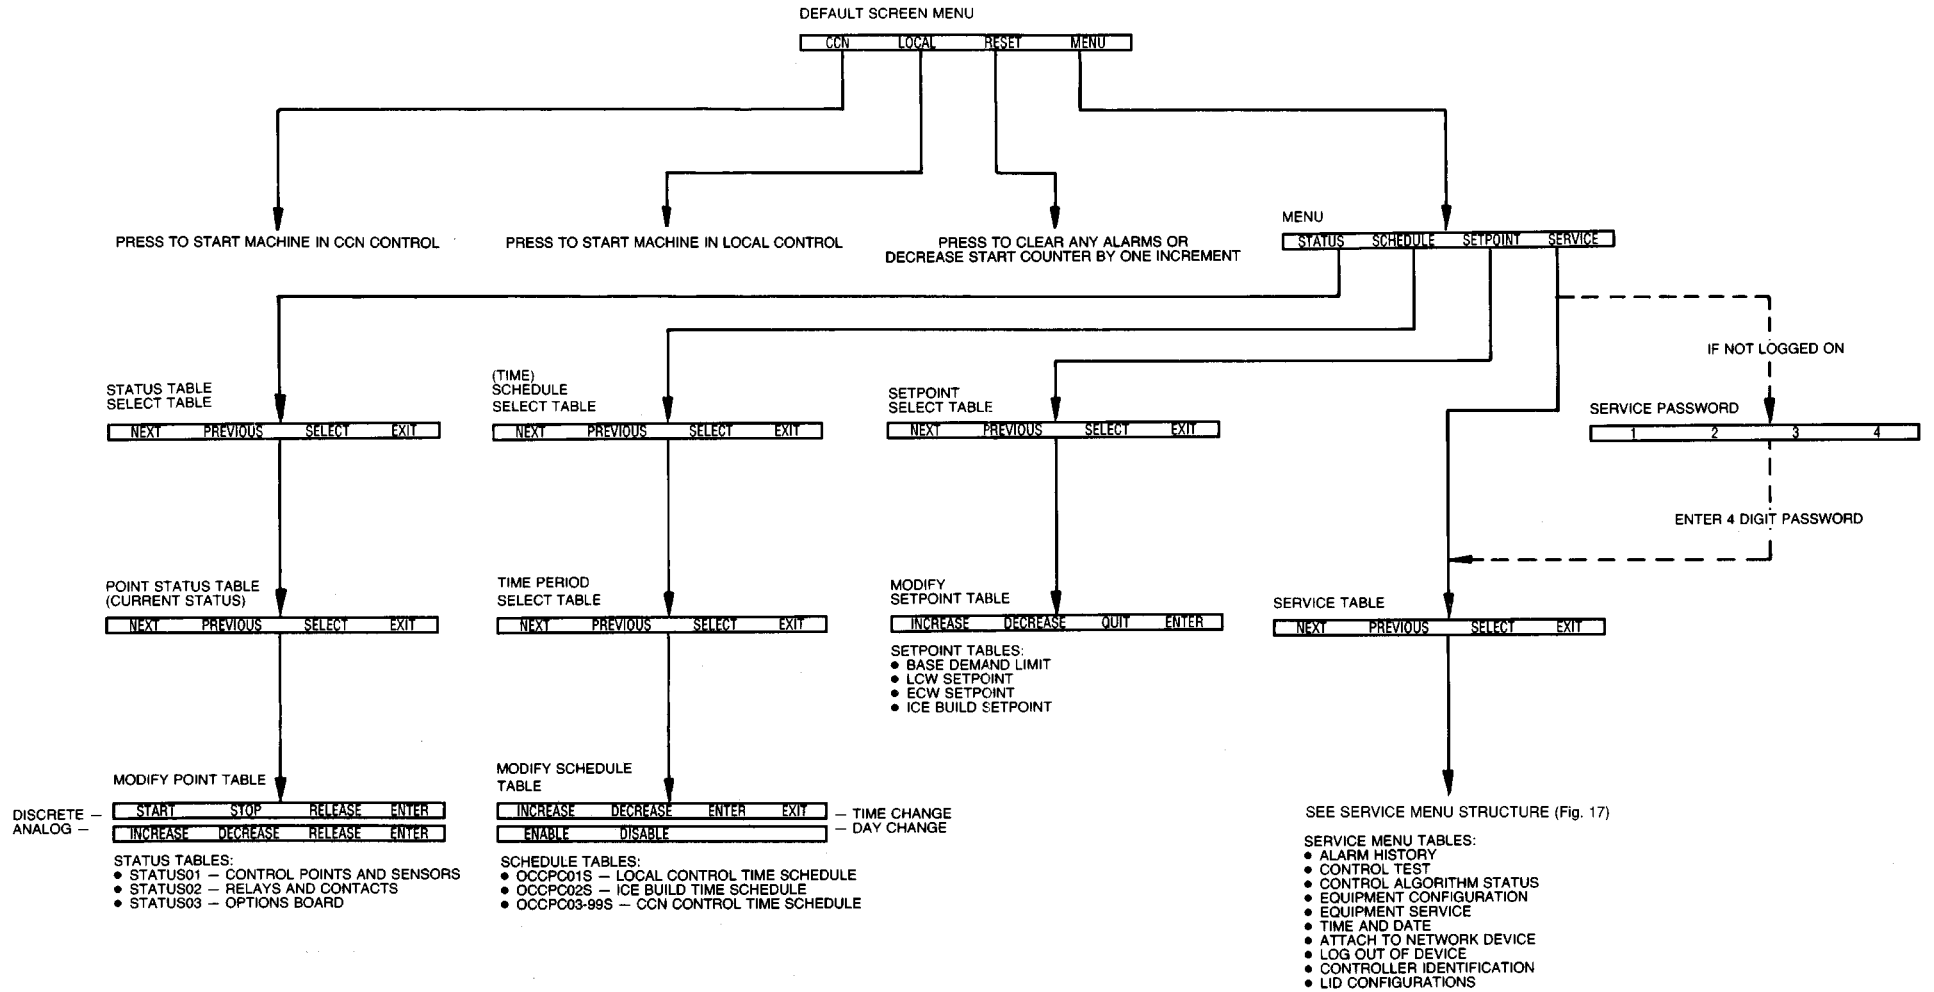 DEFAULT SCREEN MENU
CCN LOCAL RESET MENU
PRESS TO START MACHINE IN CCN CONTROL
PRESS TO START MACHINE IN LOCAL CONTROL
PRESS TO CLEAR ANY ALARMS OR
DECREASE START COUNTER BY ONE INCREMENT
MENU
STATUS SCHEDULE SETPOINT SERVICE
IF NOT LOGGED ON
STATUS TABLE
SELECT TABLE
NEXT PREVIOUS SELECT EXIT
(TIME)
SCHEDULE
SELECT TABLE
NEXT PREVIOUS SELECT EXIT
SETPOINT
SELECT TABLE
NEXT PREVIOUS SELECT EXIT
SERVICE PASSWORD
1 2 3 4
ENTER 4 DIGIT PASSWORD
POINT STATUS TABLE
(CURRENT STATUS)
NEXT PREVIOUS SELECT EXIT
TIME PERIOD
SELECT TABLE
NEXT PREVIOUS SELECT EXIT
MODIFY
SETPOINT TABLE
INCREASE DECREASE QUIT ENTER
SETPOINT TABLES:
● BASE DEMAND LIMIT
● LCW SETPOINT
● ECW SETPOINT
● ICE BUILD SETPOINT
SERVICE TABLE
NEXT PREVIOUS SELECT EXIT
MODIFY POINT TABLE
DISCRETE — START STOP RELEASE ENTER
ANALOG — INCREASE DECREASE RELEASE ENTER
STATUS TABLES:
● STATUS01 — CONTROL POINTS AND SENSORS
● STATUS02 — RELAYS AND CONTACTS
● STATUS03 — OPTIONS BOARD
MODIFY SCHEDULE
TABLE
INCREASE DECREASE ENTER EXIT — TIME CHANGE
ENABLE DISABLE — DAY CHANGE
SCHEDULE TABLES:
● OCCPC01S — LOCAL CONTROL TIME SCHEDULE
● OCCPC02S — ICE BUILD TIME SCHEDULE
● OCCPC03-99S — CCN CONTROL TIME SCHEDULE
SEE SERVICE MENU STRUCTURE (Fig. 17)
SERVICE MENU TABLES:
● ALARM HISTORY
● CONTROL TEST
● CONTROL ALGORITHM STATUS
● EQUIPMENT CONFIGURATION
● EQUIPMENT SERVICE
● TIME AND DATE
● ATTACH TO NETWORK DEVICE
● LOG OUT OF DEVICE
● CONTROLLER IDENTIFICATION
● LID CONFIGURATIONS